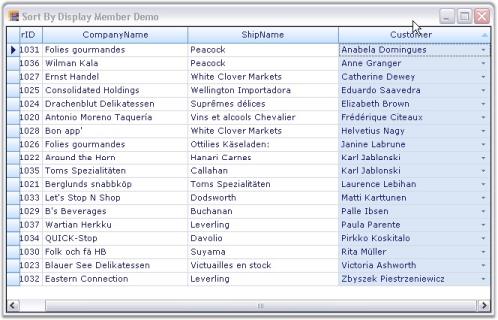 Sort By Display Member Demo
rID CompanyName ShipName Customer
1031 Folies gourmandes Peacock Anabela Domingues
1036 Wilman Kala Peacock Anne Granger
1027 Ernst Handel White Clover Markets Catherine Dewey
1025 Consolidated Holdings Wellington Importadora Eduardo Saavedra
1024 Drachenblut Delikatessen Suprêmes délices Elizabeth Brown
1020 Antonio Moreno Taquería Vins et alcools Chevalier Frédérique Citeaux
1028 Bon app' White Clover Markets Helvetius Nagy
1026 Folies gourmandes Ottilies Käseladen: Janine Labrune
1022 Around the Horn Hanari Carnes Karl Jablonski
1035 Toms Spezialitäten Callahan Karl Jablonski
1021 Berglunds snabbköp Toms Spezialitäten Laurence Lebihan
1033 Let's Stop N Shop Dodsworth Matti Karttunen
1029 B's Beverages Buchanan Palle Ibsen
1037 Wartian Herkku Leverling Paula Parente
1034 QUICK-Stop Davolio Pirkko Koskitalo
1030 Folk och fä HB Suyama Rita Müller
1023 Blauer See Delikatessen Victuailles en stock Victoria Ashworth
1032 Eastern Connection Leverling Zbyszek Piestrzeniewicz